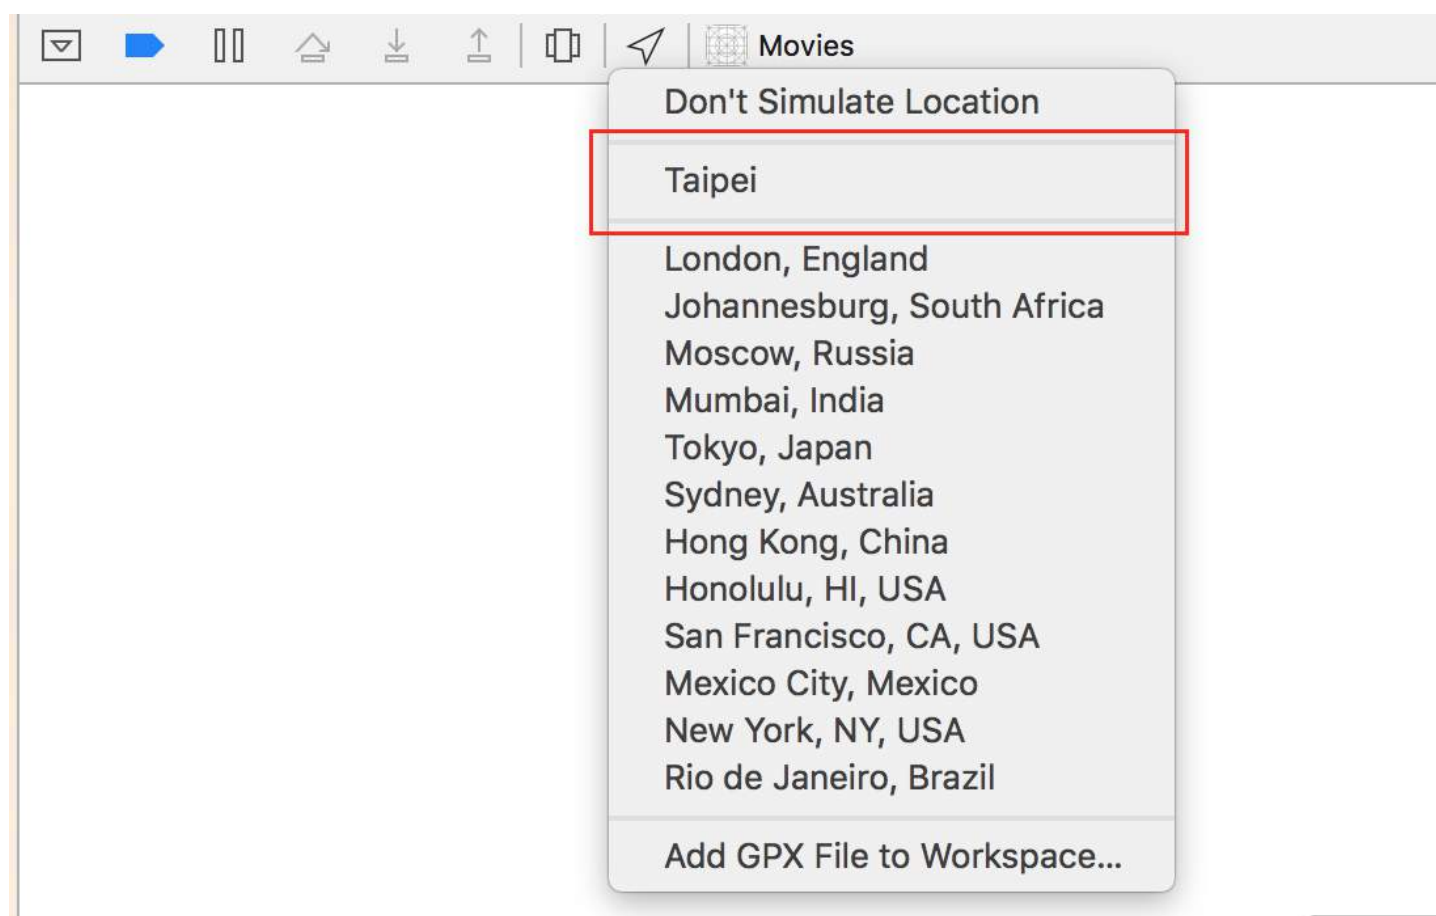 Movies
Don't Simulate Location
Taipei
London, England
Johannesburg, South Africa
Moscow, Russia
Mumbai, India
Tokyo, Japan
Sydney, Australia
Hong Kong, China
Honolulu, HI, USA
San Francisco, CA, USA
Mexico City, Mexico
New York, NY, USA
Rio de Janeiro, Brazil
Add GPX File to Workspace...